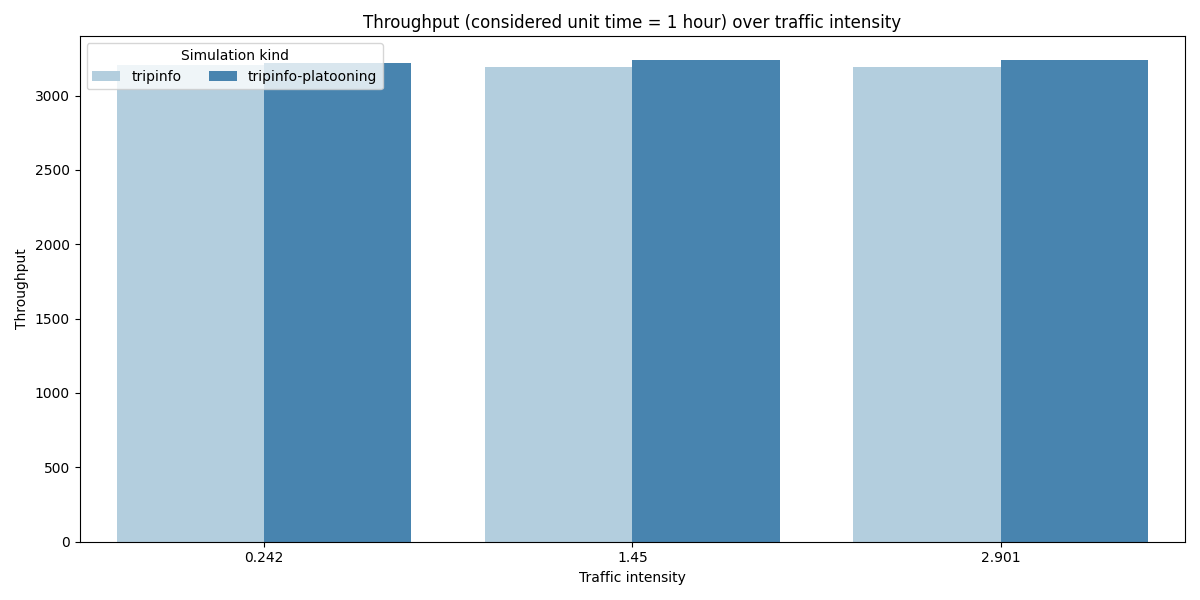 Throughput (considered unit time = 1 hour) over traffic intensity
Simulation kind
tripinfo tripinfo-platooning
3000
2500
2000
1500
1000
500
0
Throughput
0.242 1.45 2.901
Traffic intensity